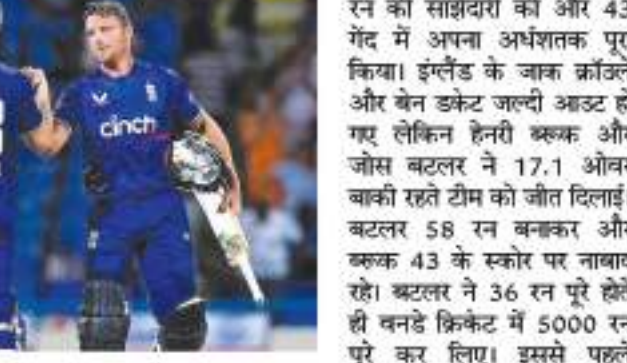 cinch
रन की साझेदारी की और 43
गेंद में अपना अर्धशतक पूरा
किया। इंग्लैंड के जाक क्रॉउले
और बेन डकेट जल्दी आउट हो
गए लेकिन हेनरी ब्रूक और
जोस बटलर ने 17.1 ओवर
बाकी रहते टीम को जीत दिलाई
बटलर 58 रन बनाकर और
ब्रूक 43 के स्कोर पर नाबाद
रहे। बटलर ने 36 रन पूरे होते
ही वनडे क्रिकेट में 5000 रन
पूरे कर लिए। इससे पहले